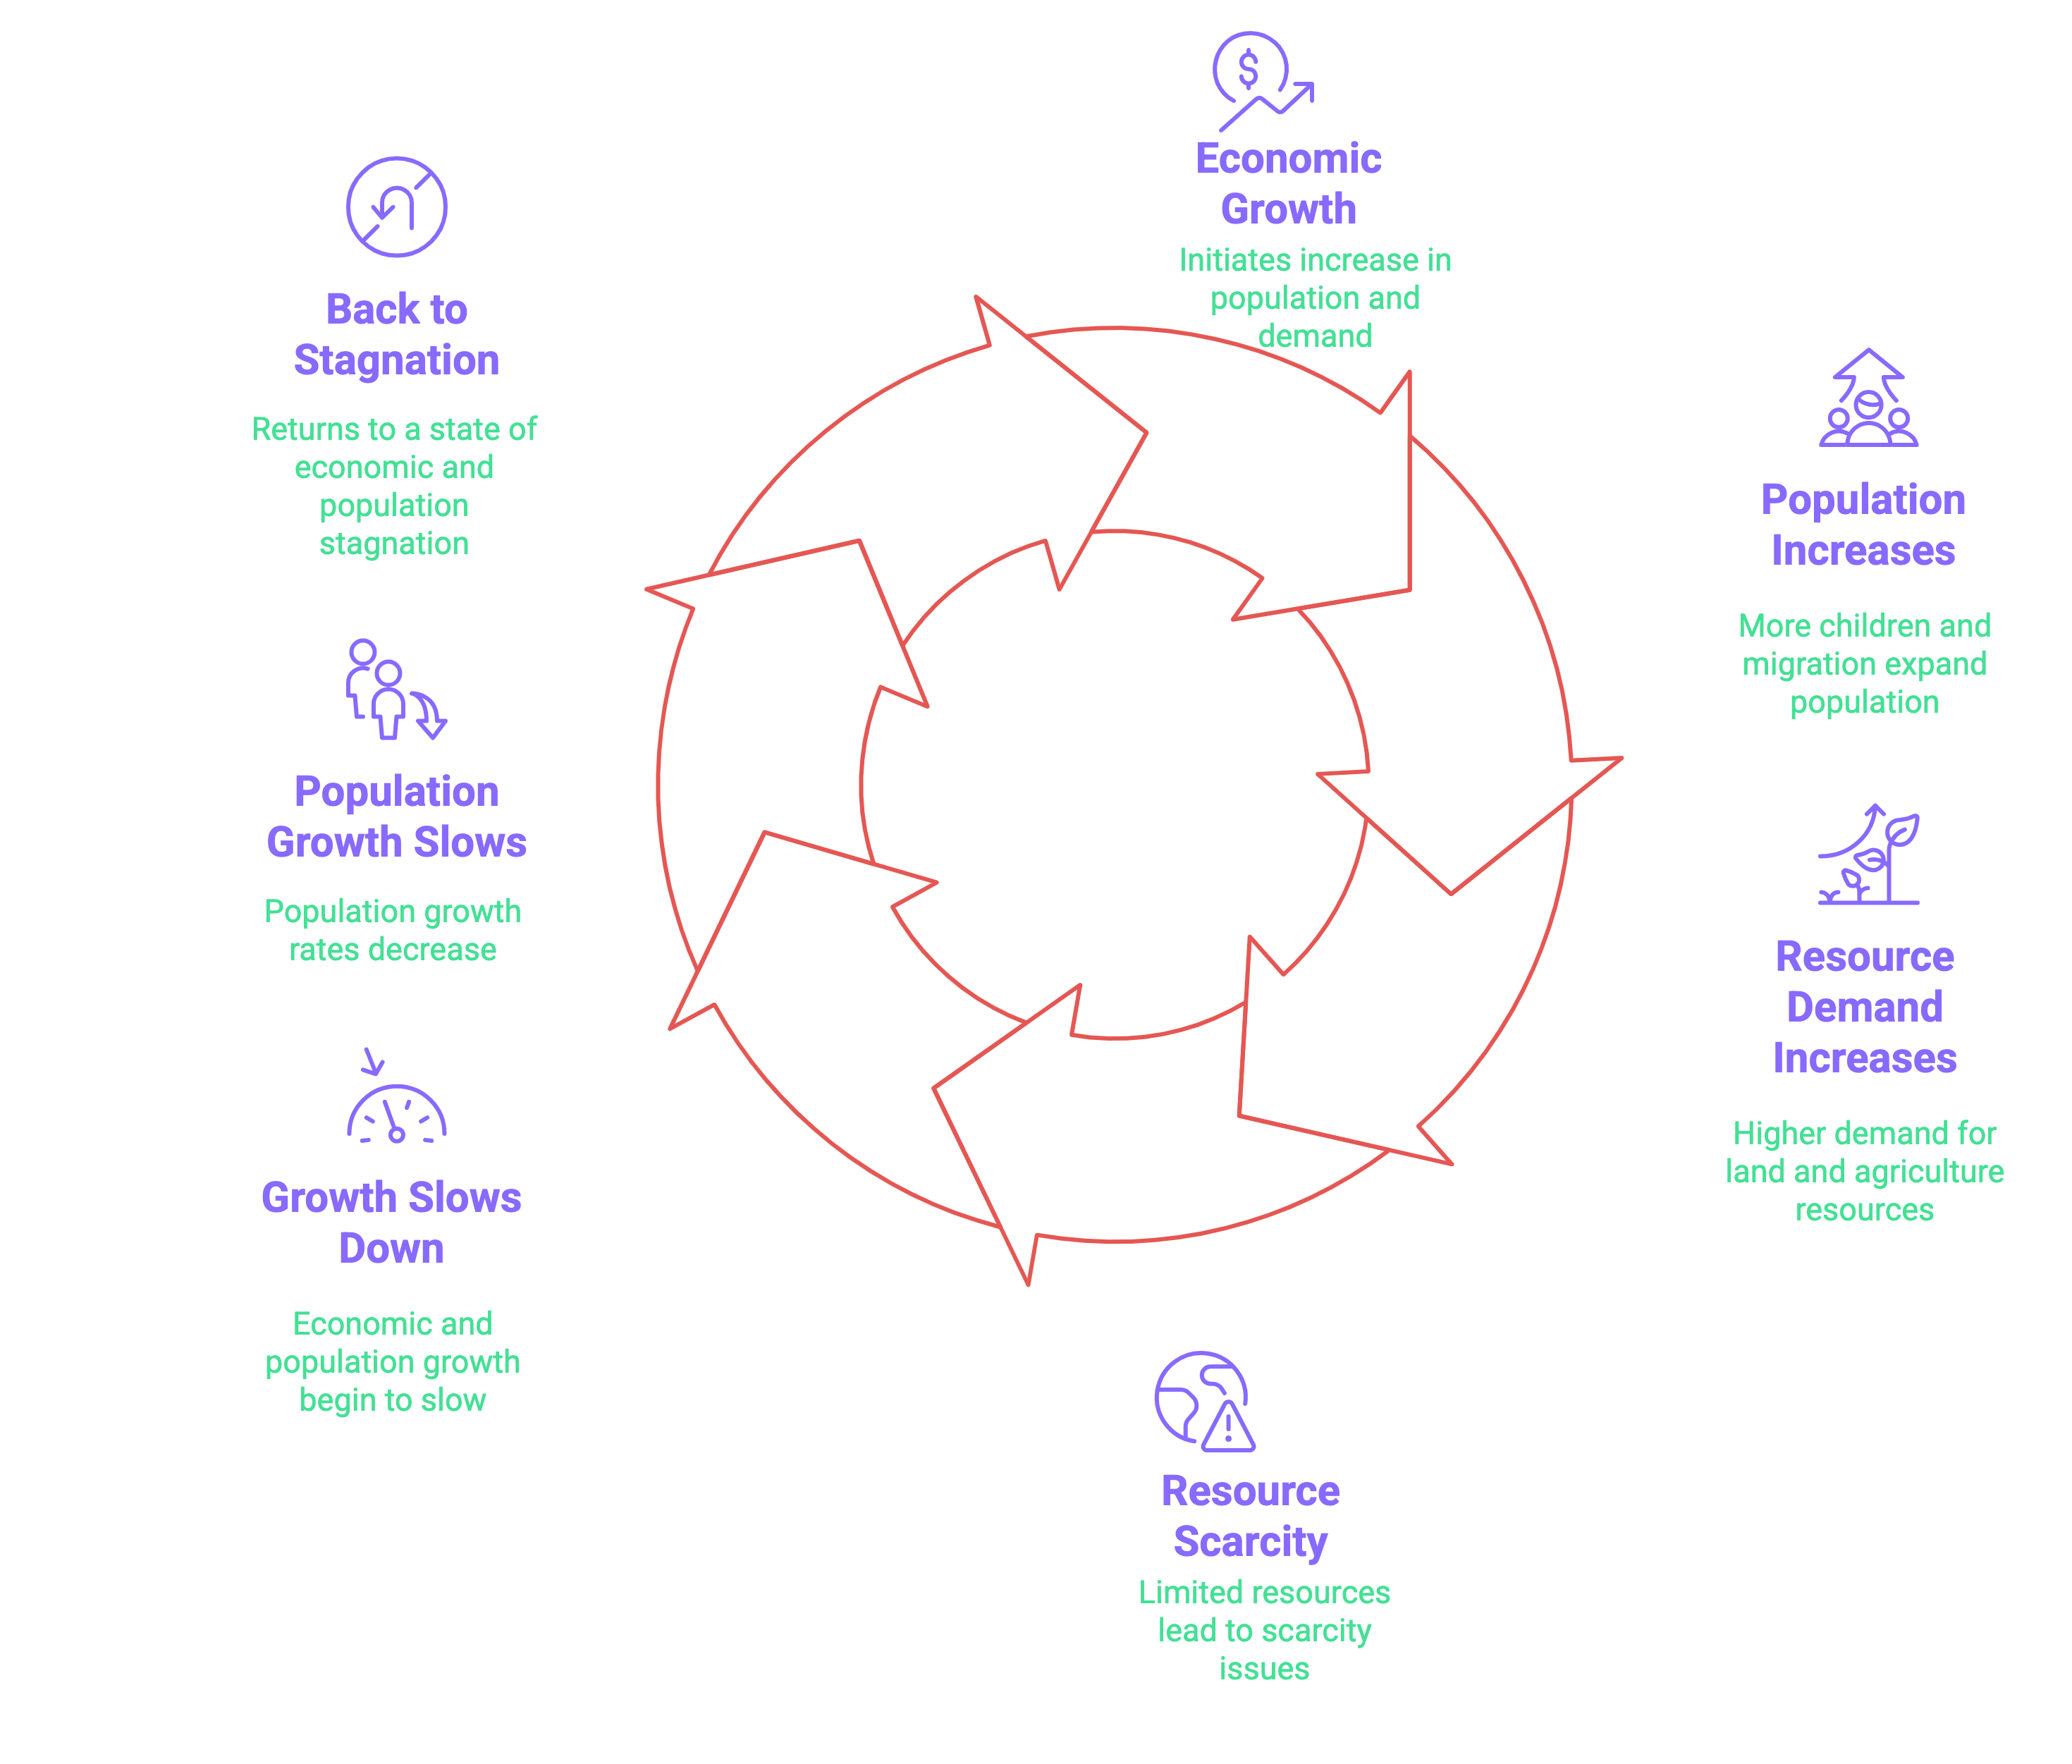 Economic
Growth
Initiates increase in
population and
demand
Population
Increases
More children and
migration expand
population
Resource
Demand
Increases
Higher demand for
land and agriculture
resources
Resource
Scarcity
Limited resources
lead to scarcity
issues
Growth Slows
Down
Economic and
population growth
begin to slow
Population
Growth Slows
Population growth
rates decrease
Back to
Stagnation
Returns to a state of
economic and
population
stagnation